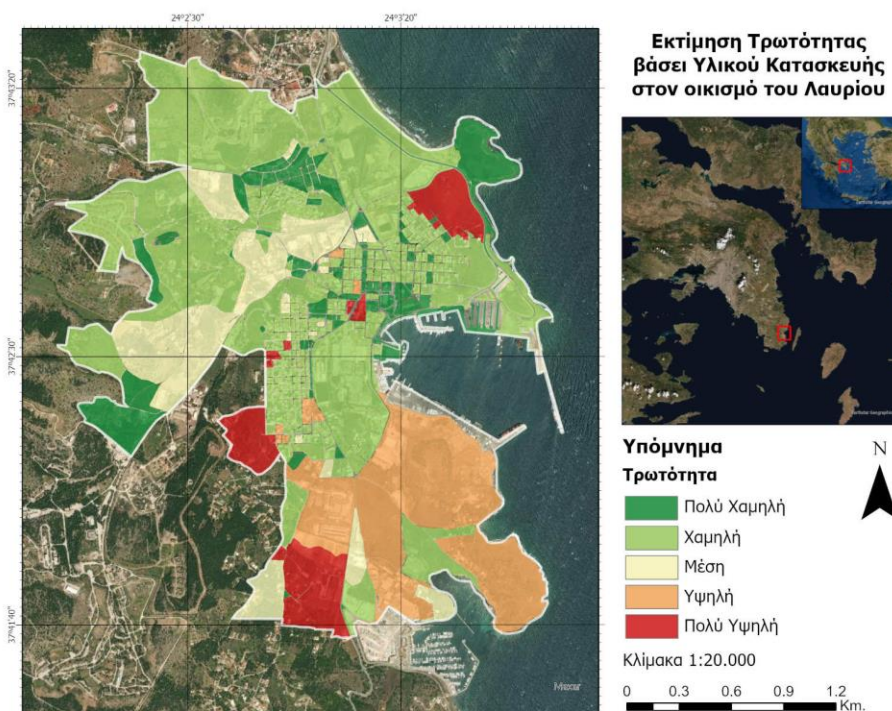 24°2'30"
24°3'20"
37°43'20"
37°42'30"
37°41'40"
Maxar
Εκτίμηση Τρωτότητας
βάσει Υλικού Κατασκευής
στον οικισμό του Λαυρίου
Earthstar Geographics
Υπόμνημα
N
Τρωτότητα
Πολύ Χαμηλή
Χαμηλή
Μέση
Υψηλή
Πολύ Υψηλή
Κλίμακα 1:20.000
0 0.3 0.6 0.9 1.2
Km.